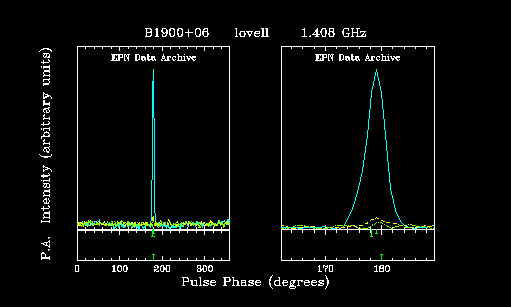 B1900+06 lovell 1.408 GHz
EPN Data Archive EPN Data Archive
P.A. Intensity (arbitrary units)
0 100 200 300 170 180
Pulse Phase (degrees)